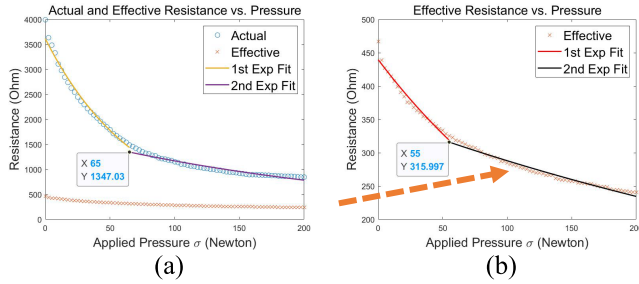 Actual and Effective Resistance vs. Pressure
4000
3500
3000
2500
2000
1500
1000
500
0
Resistance (Ohm)
Actual
Effective
1st Exp Fit
2nd Exp Fit
X 65
Y 1347.03
0 50 100 150 200
Applied Pressure σ (Newton)
(a)
Effective Resistance vs. Pressure
500
450
400
350
300
250
200
Resistance (Ohm)
Effective
1st Exp Fit
2nd Exp Fit
X 55
Y 315.997
0 50 100 150 200
Applied Pressure σ (Newton)
(b)